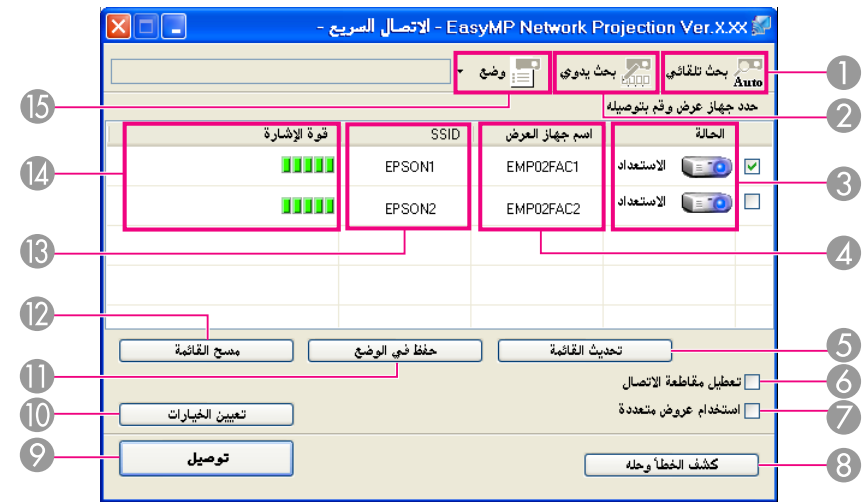 EasyMP Network Projection Ver.X.XX - الاتصال السريع -
بحث تلقائي Auto بحث يدوي وضع
1
15
2
حدد جهاز عرض وقم بتوصيله
الحالة اسم جهاز العرض SSID قوة الإشارة
الاستعداد EMP02FAC1 EPSON1
14
3
الاستعداد EMP02FAC2 EPSON2
13
4
12
تحديث القائمة حفظ في الوضع مسح القائمة
5
11
تعطيل مقاطعة الاتصال
6
استخدام عروض متعددة
7
تعيين الخيارات
10
توصيل
9
كشف الخطأ وحله
8